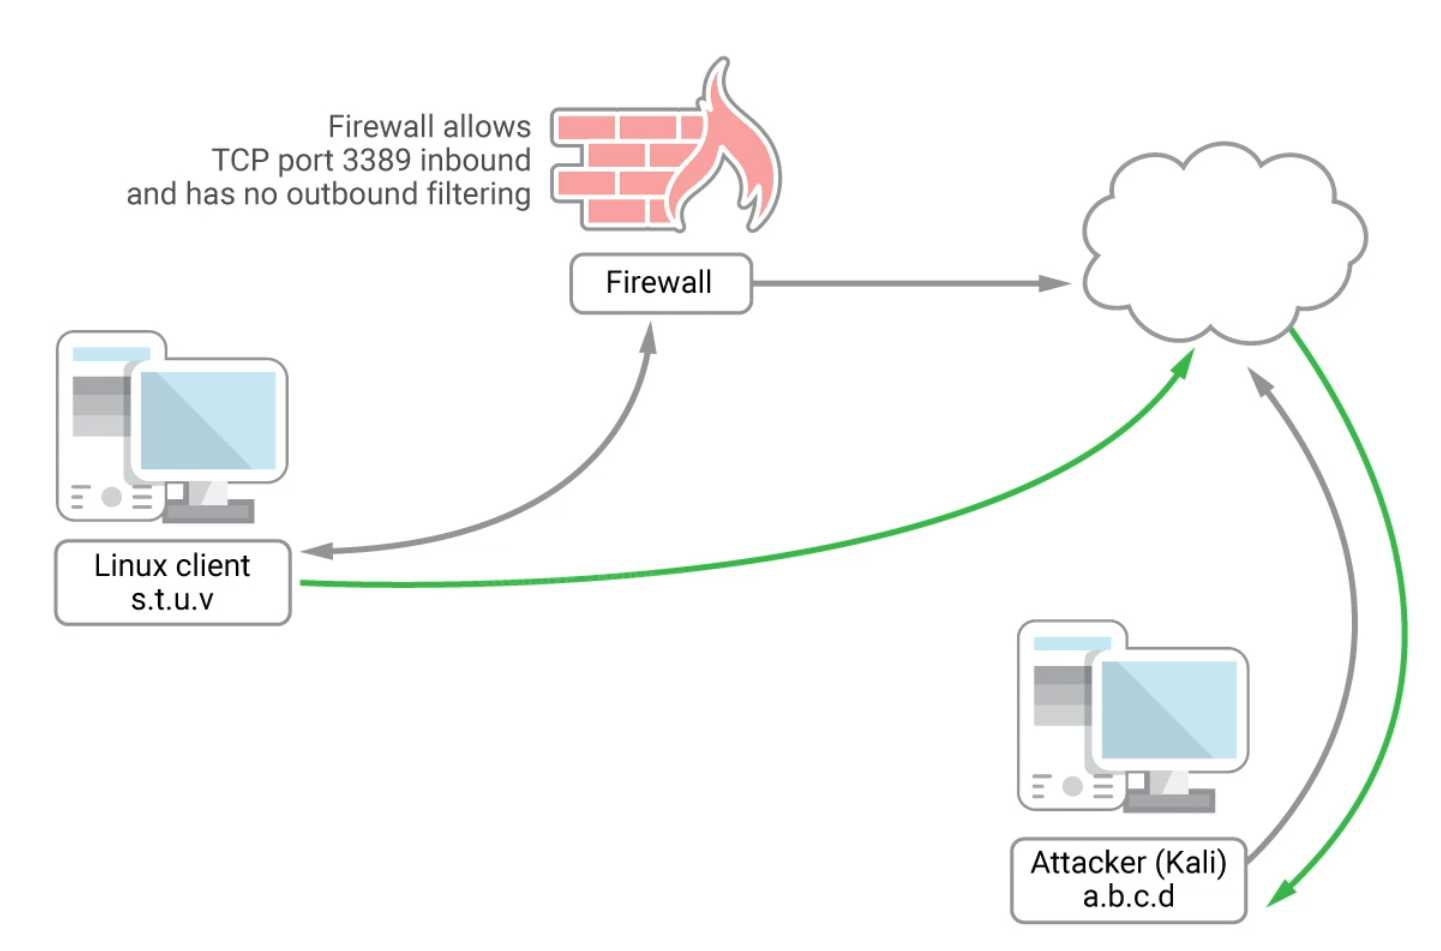 Firewall allows
TCP port 3389 inbound
and has no outbound filtering
Firewall
Linux client
s.t.u.v
Attacker (Kali)
a.b.c.d